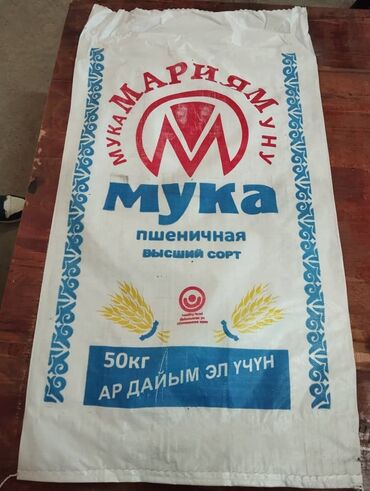 МУКА МАРИЯМ УНУ
М
мука
пшеничная
ВЫСШИЙ СОРТ
50кг
АР ДАЙЫМ ЭЛ ҮЧҮН